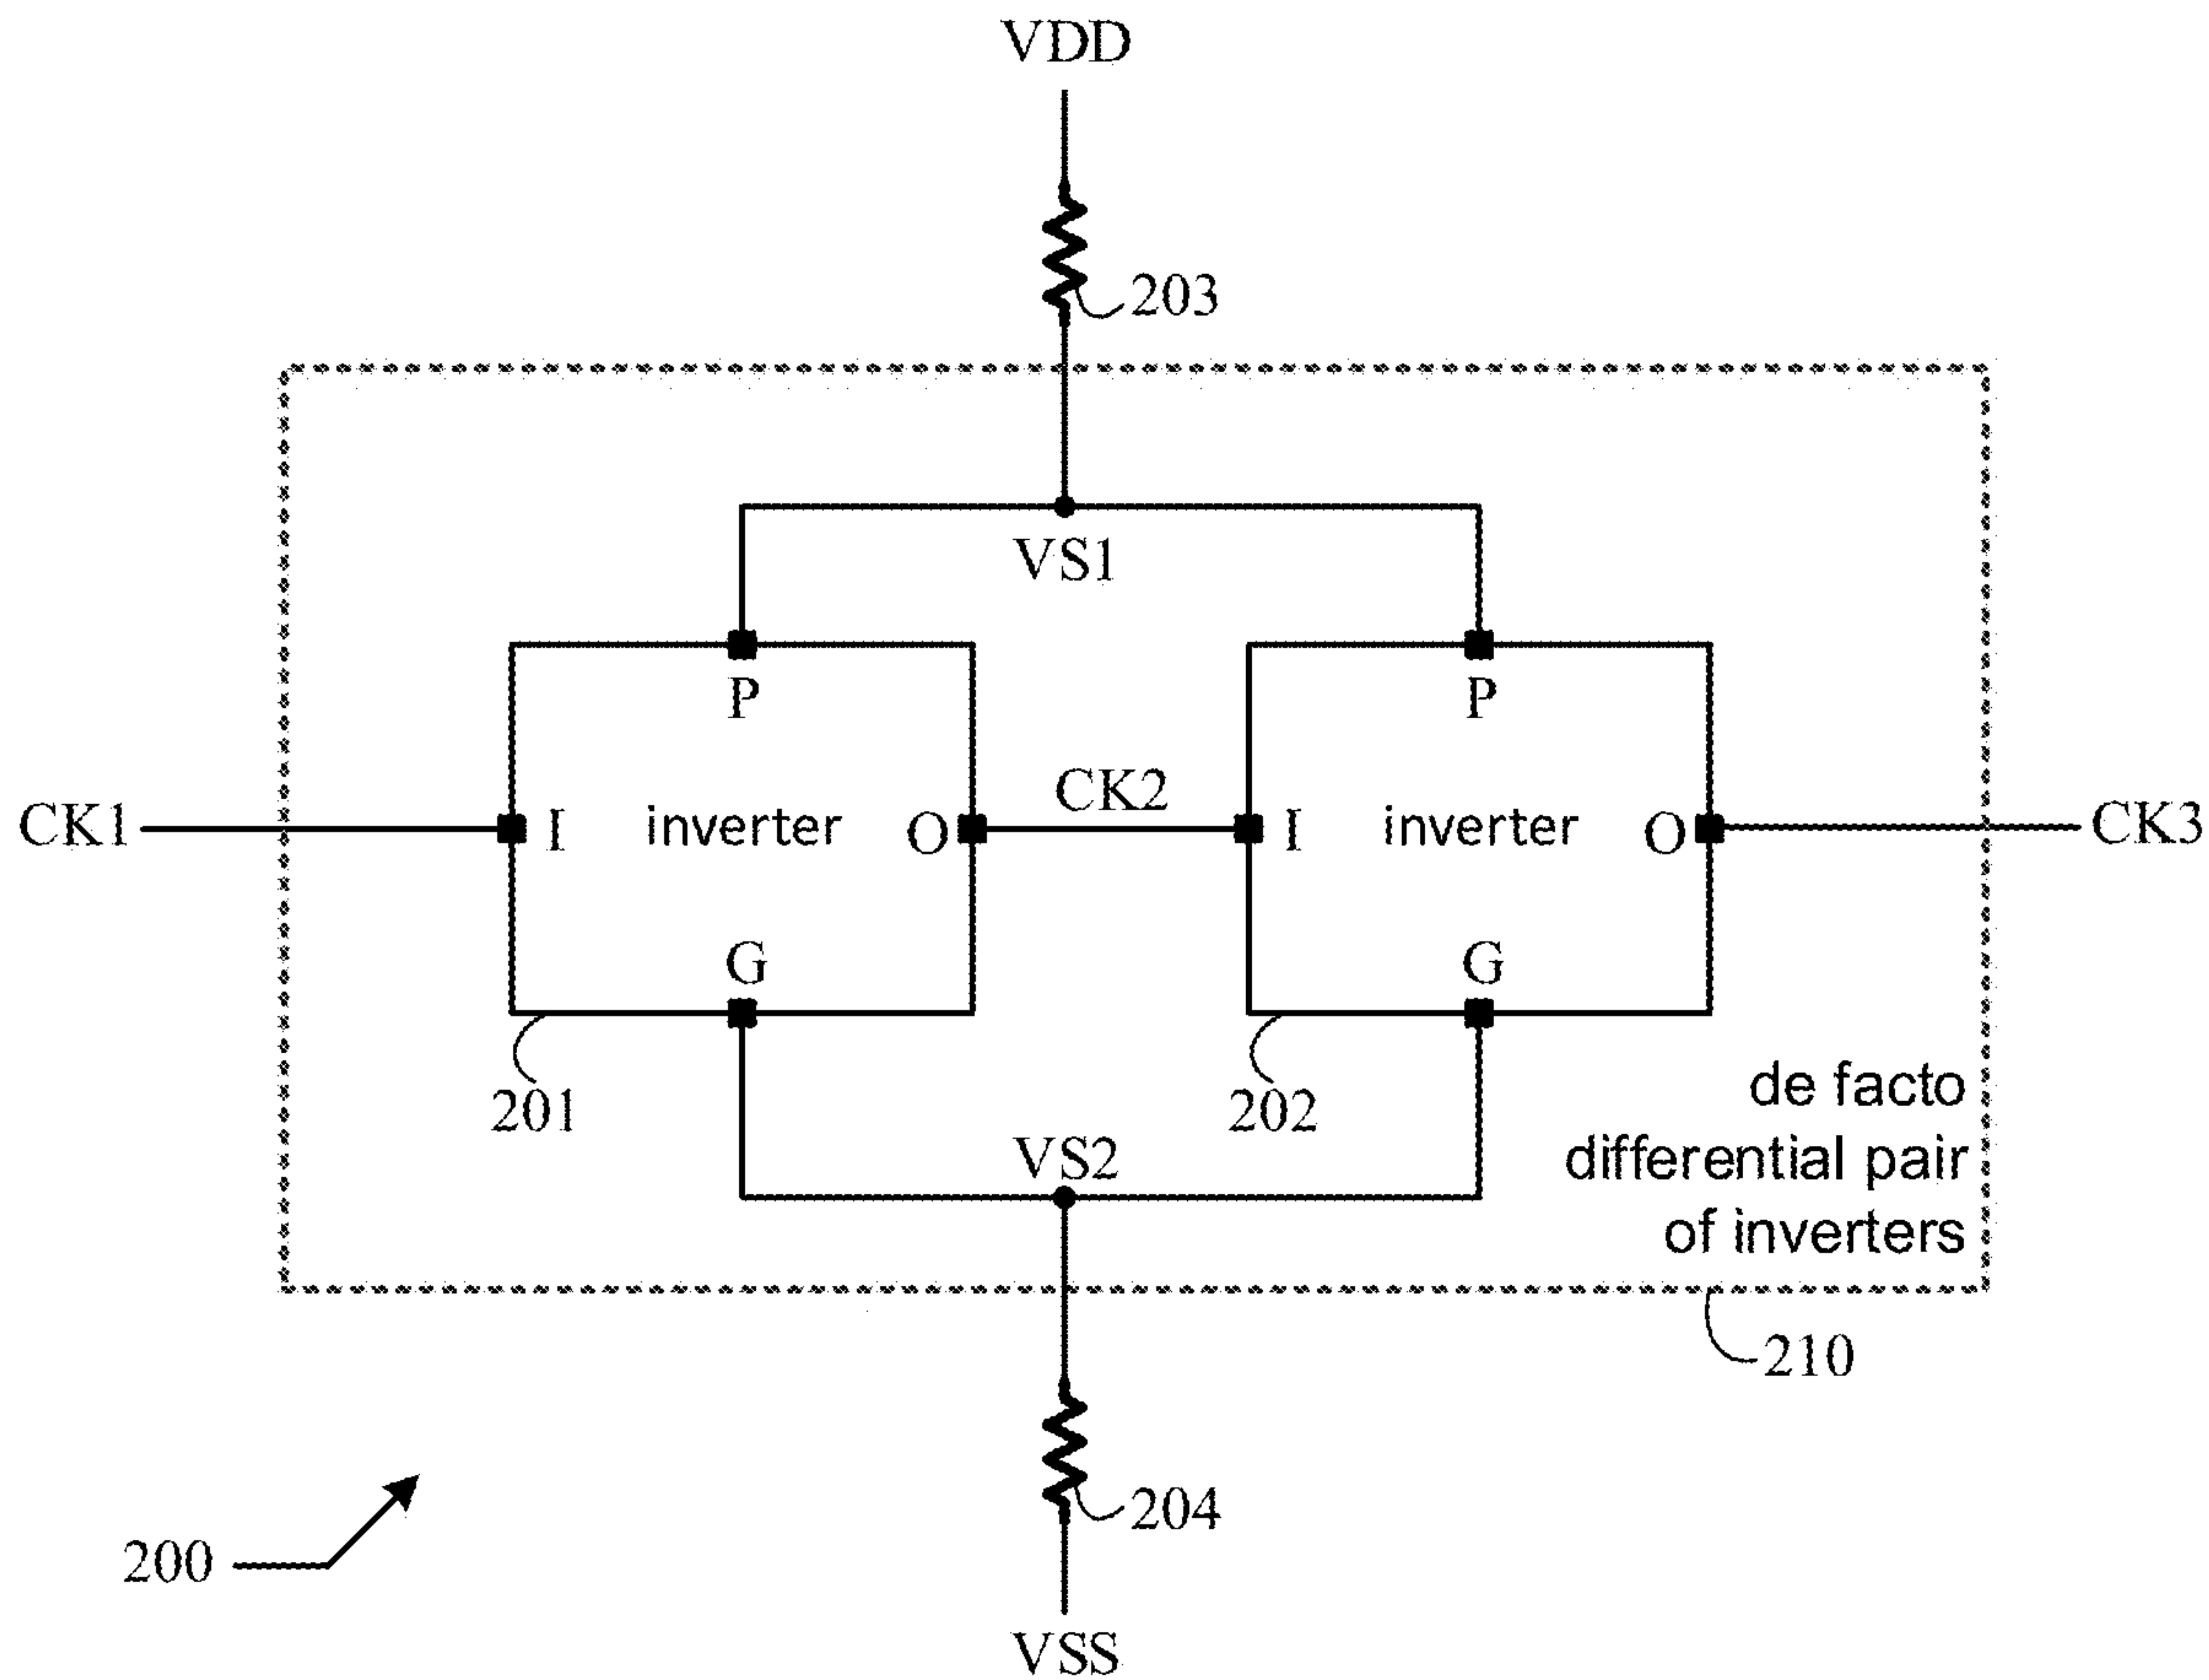 VDD
203
VS1
P
P
CK1
I
inverter
O
CK2
I
inverter
O
CK3
G
G
201
202
de facto
differential pair
of inverters
VS2
210
204
200
VSS